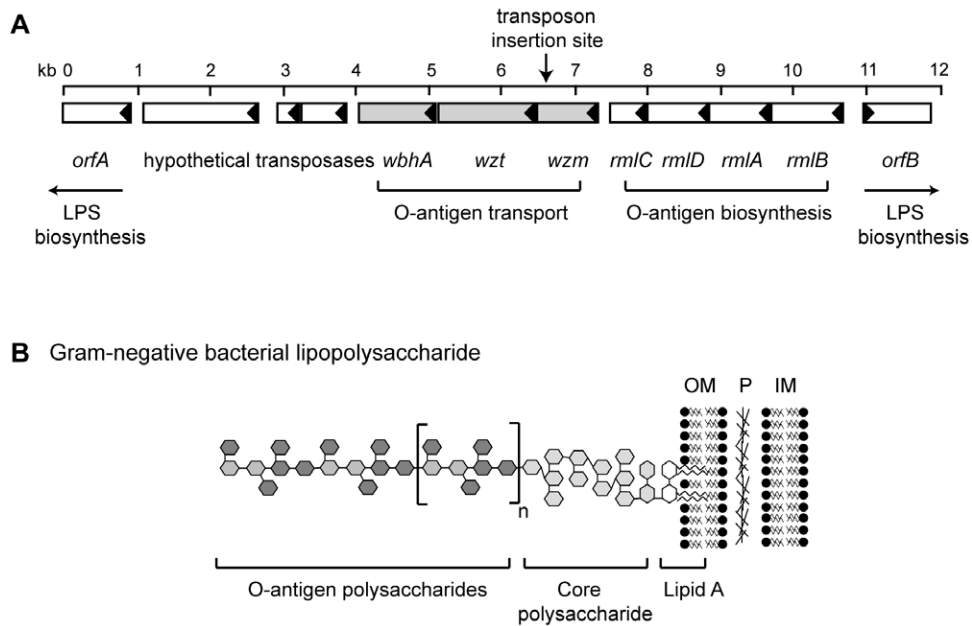 A
transposon
insertion site
kb 0 1 2 3 4 5 6 7 8 9 10 11 12
orfA hypothetical transposases wbhA wzt wzm rmlC rmlD rmlA rmlB orfB
LPS
biosynthesis
O-antigen transport
O-antigen biosynthesis
LPS
biosynthesis
B Gram-negative bacterial lipopolysaccharide
OM P IM
n
O-antigen polysaccharides
Core
polysaccharide
Lipid A